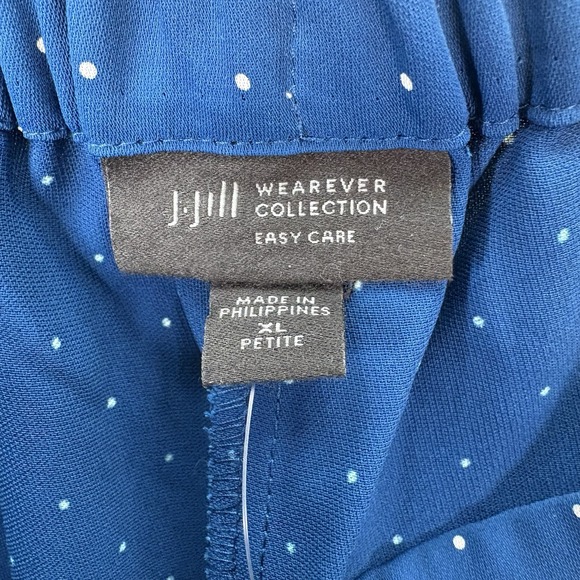 J.Jill WEAREVER
COLLECTION
EASY CARE
MADE IN
PHILIPPINES
XL
PETITE